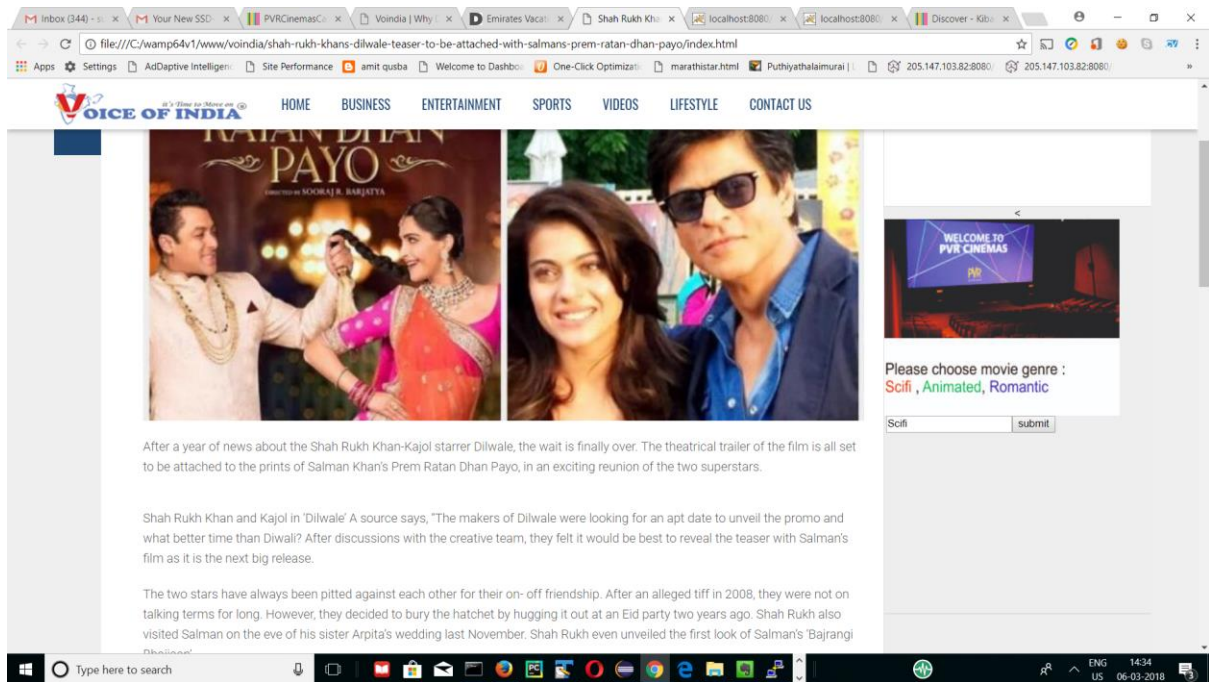 Inbox (344) - su
Your New SSD
PVRCinemasCa
Voindia | Why
Emirates Vacati
Shah Rukh Kha
localhost:8080/
localhost:8080
Discover - Kiba
file:///C:/wamp64v1/www/voindia/shah-rukh-khans-dilwale-teaser-to-be-attached-with-salmans-prem-ratan-dhan-payo/index.html
Apps Settings AdDaptive Intelligen Site Performance amit qusba Welcome to Dashbo One-Click Optimizati marathistar.html Puthiyathalaimurai | 205.147.103.82:8080/ 205.147.103.82:8080/ »
it's Time to Move on
VOICE OF INDIA
HOME BUSINESS ENTERTAINMENT SPORTS VIDEOS LIFESTYLE CONTACT US
RATAN DHAN
PAYO
DIRECTED BY SOORAJ R. BARJATYA
<
WELCOME TO
PVR CINEMAS
PVR
Please choose movie genre :
Scifi , Animated, Romantic
Scifi submit
After a year of news about the Shah Rukh Khan-Kajol starrer Dilwale, the wait is finally over. The theatrical trailer of the film is all set
to be attached to the prints of Salman Khan's Prem Ratan Dhan Payo, in an exciting reunion of the two superstars.
Shah Rukh Khan and Kajol in 'Dilwale' A source says, "The makers of Dilwale were looking for an apt date to unveil the promo and
what better time than Diwali? After discussions with the creative team, they felt it would be best to reveal the teaser with Salman's
film as it is the next big release.
The two stars have always been pitted against each other for their on- off friendship. After an alleged tiff in 2008, they were not on
talking terms for long. However, they decided to bury the hatchet by hugging it out at an Eid party two years ago. Shah Rukh also
visited Salman on the eve of his sister Arpita's wedding last November. Shah Rukh even unveiled the first look of Salman's 'Bajrangi
Bhaijaan'
Type here to search
ENG
US
14:34
06-03-2018
3